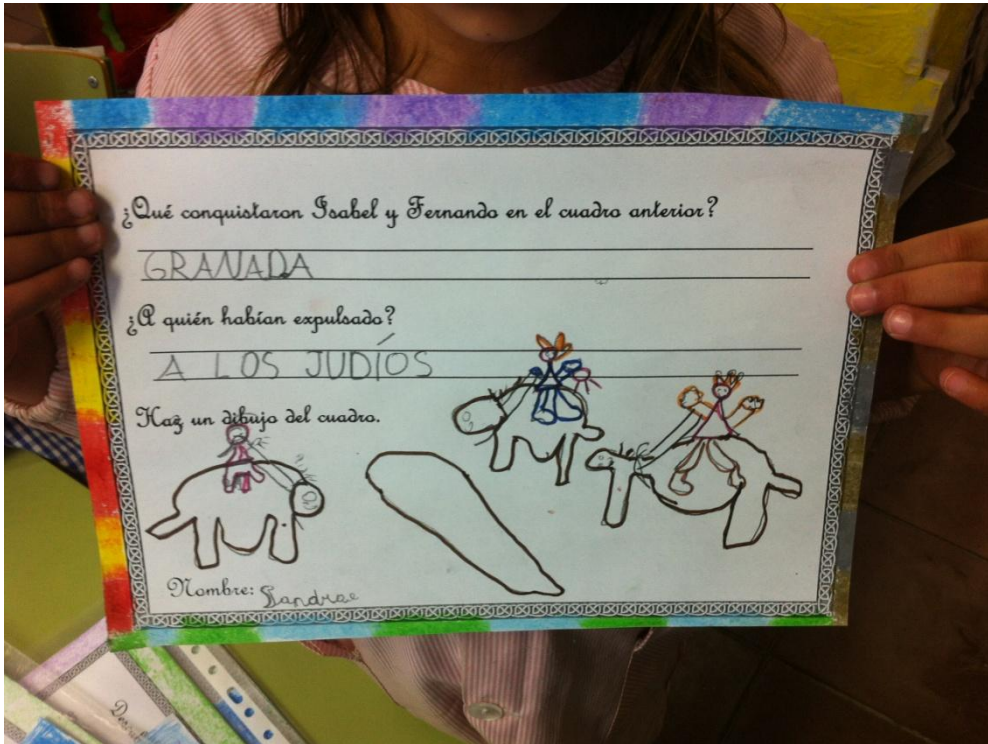 ¿Qué conquistaron Isabel y Fernando en el cuadro anterior?
GRANADA
¿A quién habían expulsado?
A LOS JUDÍOS
Haz un dibujo del cuadro.
Nombre: Sandra